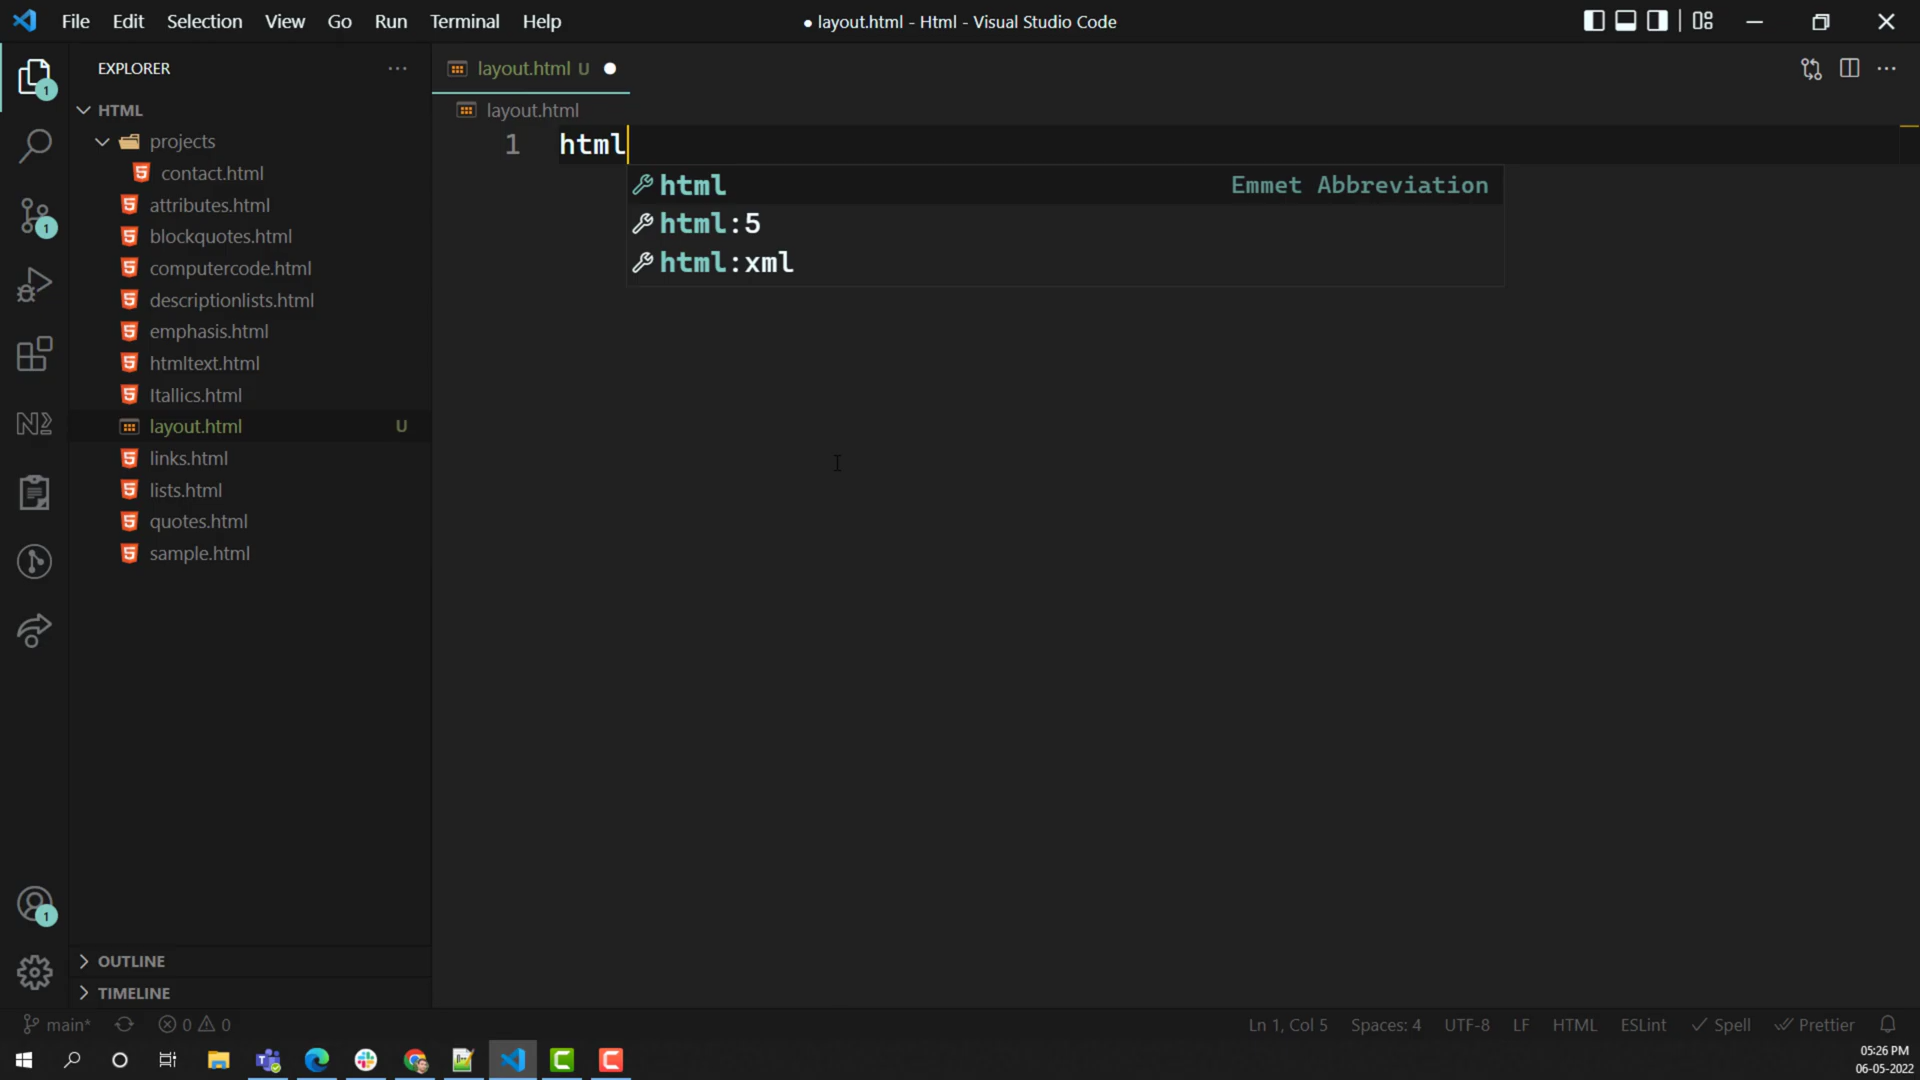 File Edit Selection View Go Run Terminal Help
● layout.html - Html - Visual Studio Code
EXPLORER
HTML
projects
contact.html
attributes.html
blockquotes.html
computercode.html
descriptionlists.html
emphasis.html
htmltext.html
Itallics.html
layout.html U
links.html
lists.html
quotes.html
sample.html
OUTLINE
TIMELINE
layout.html U
layout.html
1 html
html Emmet Abbreviation
html:5
html:xml
1
1
1
main* 0 0
Ln 1, Col 5 Spaces: 4 UTF-8 LF HTML ESLint Spell Prettier
05:26 PM
06-05-2022